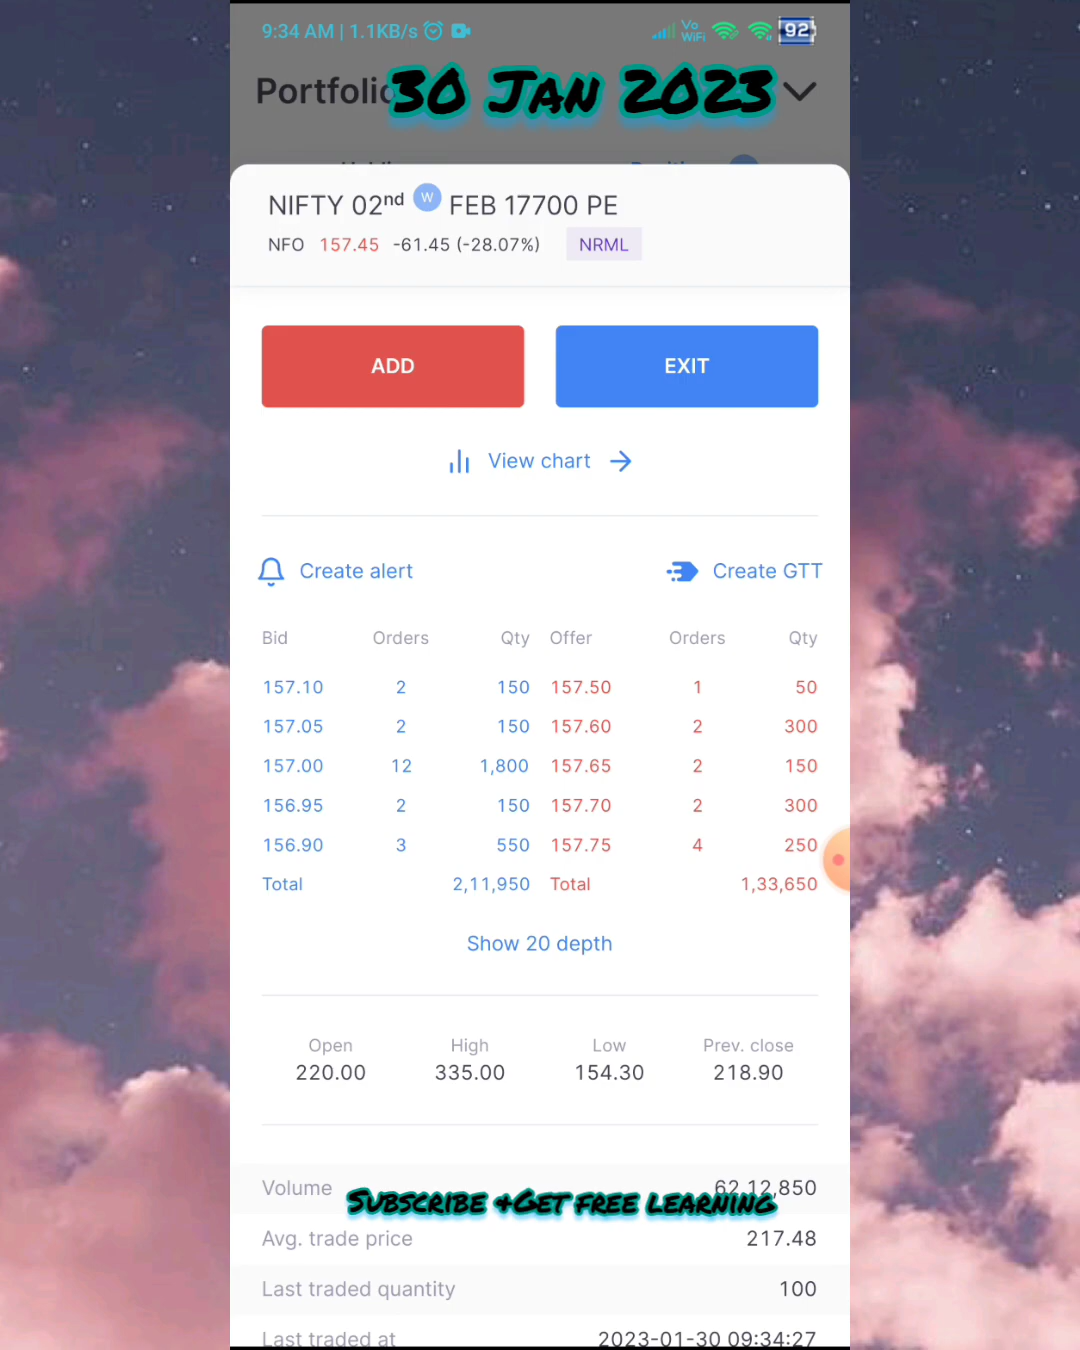 9:34 AM | 1.1KB/s Vo WiFi 92
Portfolio 30 Jan 2023
NIFTY 02nd W FEB 17700 PE
NFO 157.45 -61.45 (-28.07%) NRML
ADD EXIT
View chart
Create alert Create GTT
Bid Orders Qty Offer Orders Qty
157.10 2 150 157.50 1 50
157.05 2 150 157.60 2 300
157.00 12 1,800 157.65 2 150
156.95 2 150 157.70 2 300
156.90 3 550 157.75 4 250
Total 2,11,950 Total 1,33,650
Show 20 depth
Open High Low Prev. close
220.00 335.00 154.30 218.90
Volume 62,12,850
Subscribe +Get free learning
Avg. trade price 217.48
Last traded quantity 100
Last traded at 2023-01-30 09:34:27